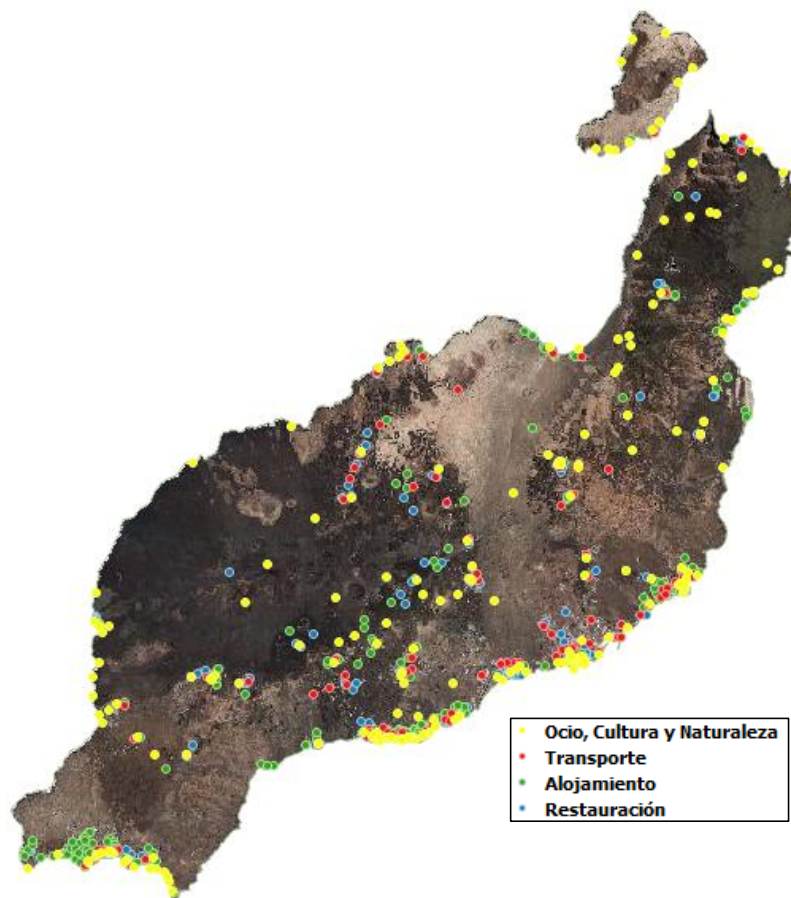 Ocio, Cultura y Naturaleza
Transporte
Alojamiento
Restauración